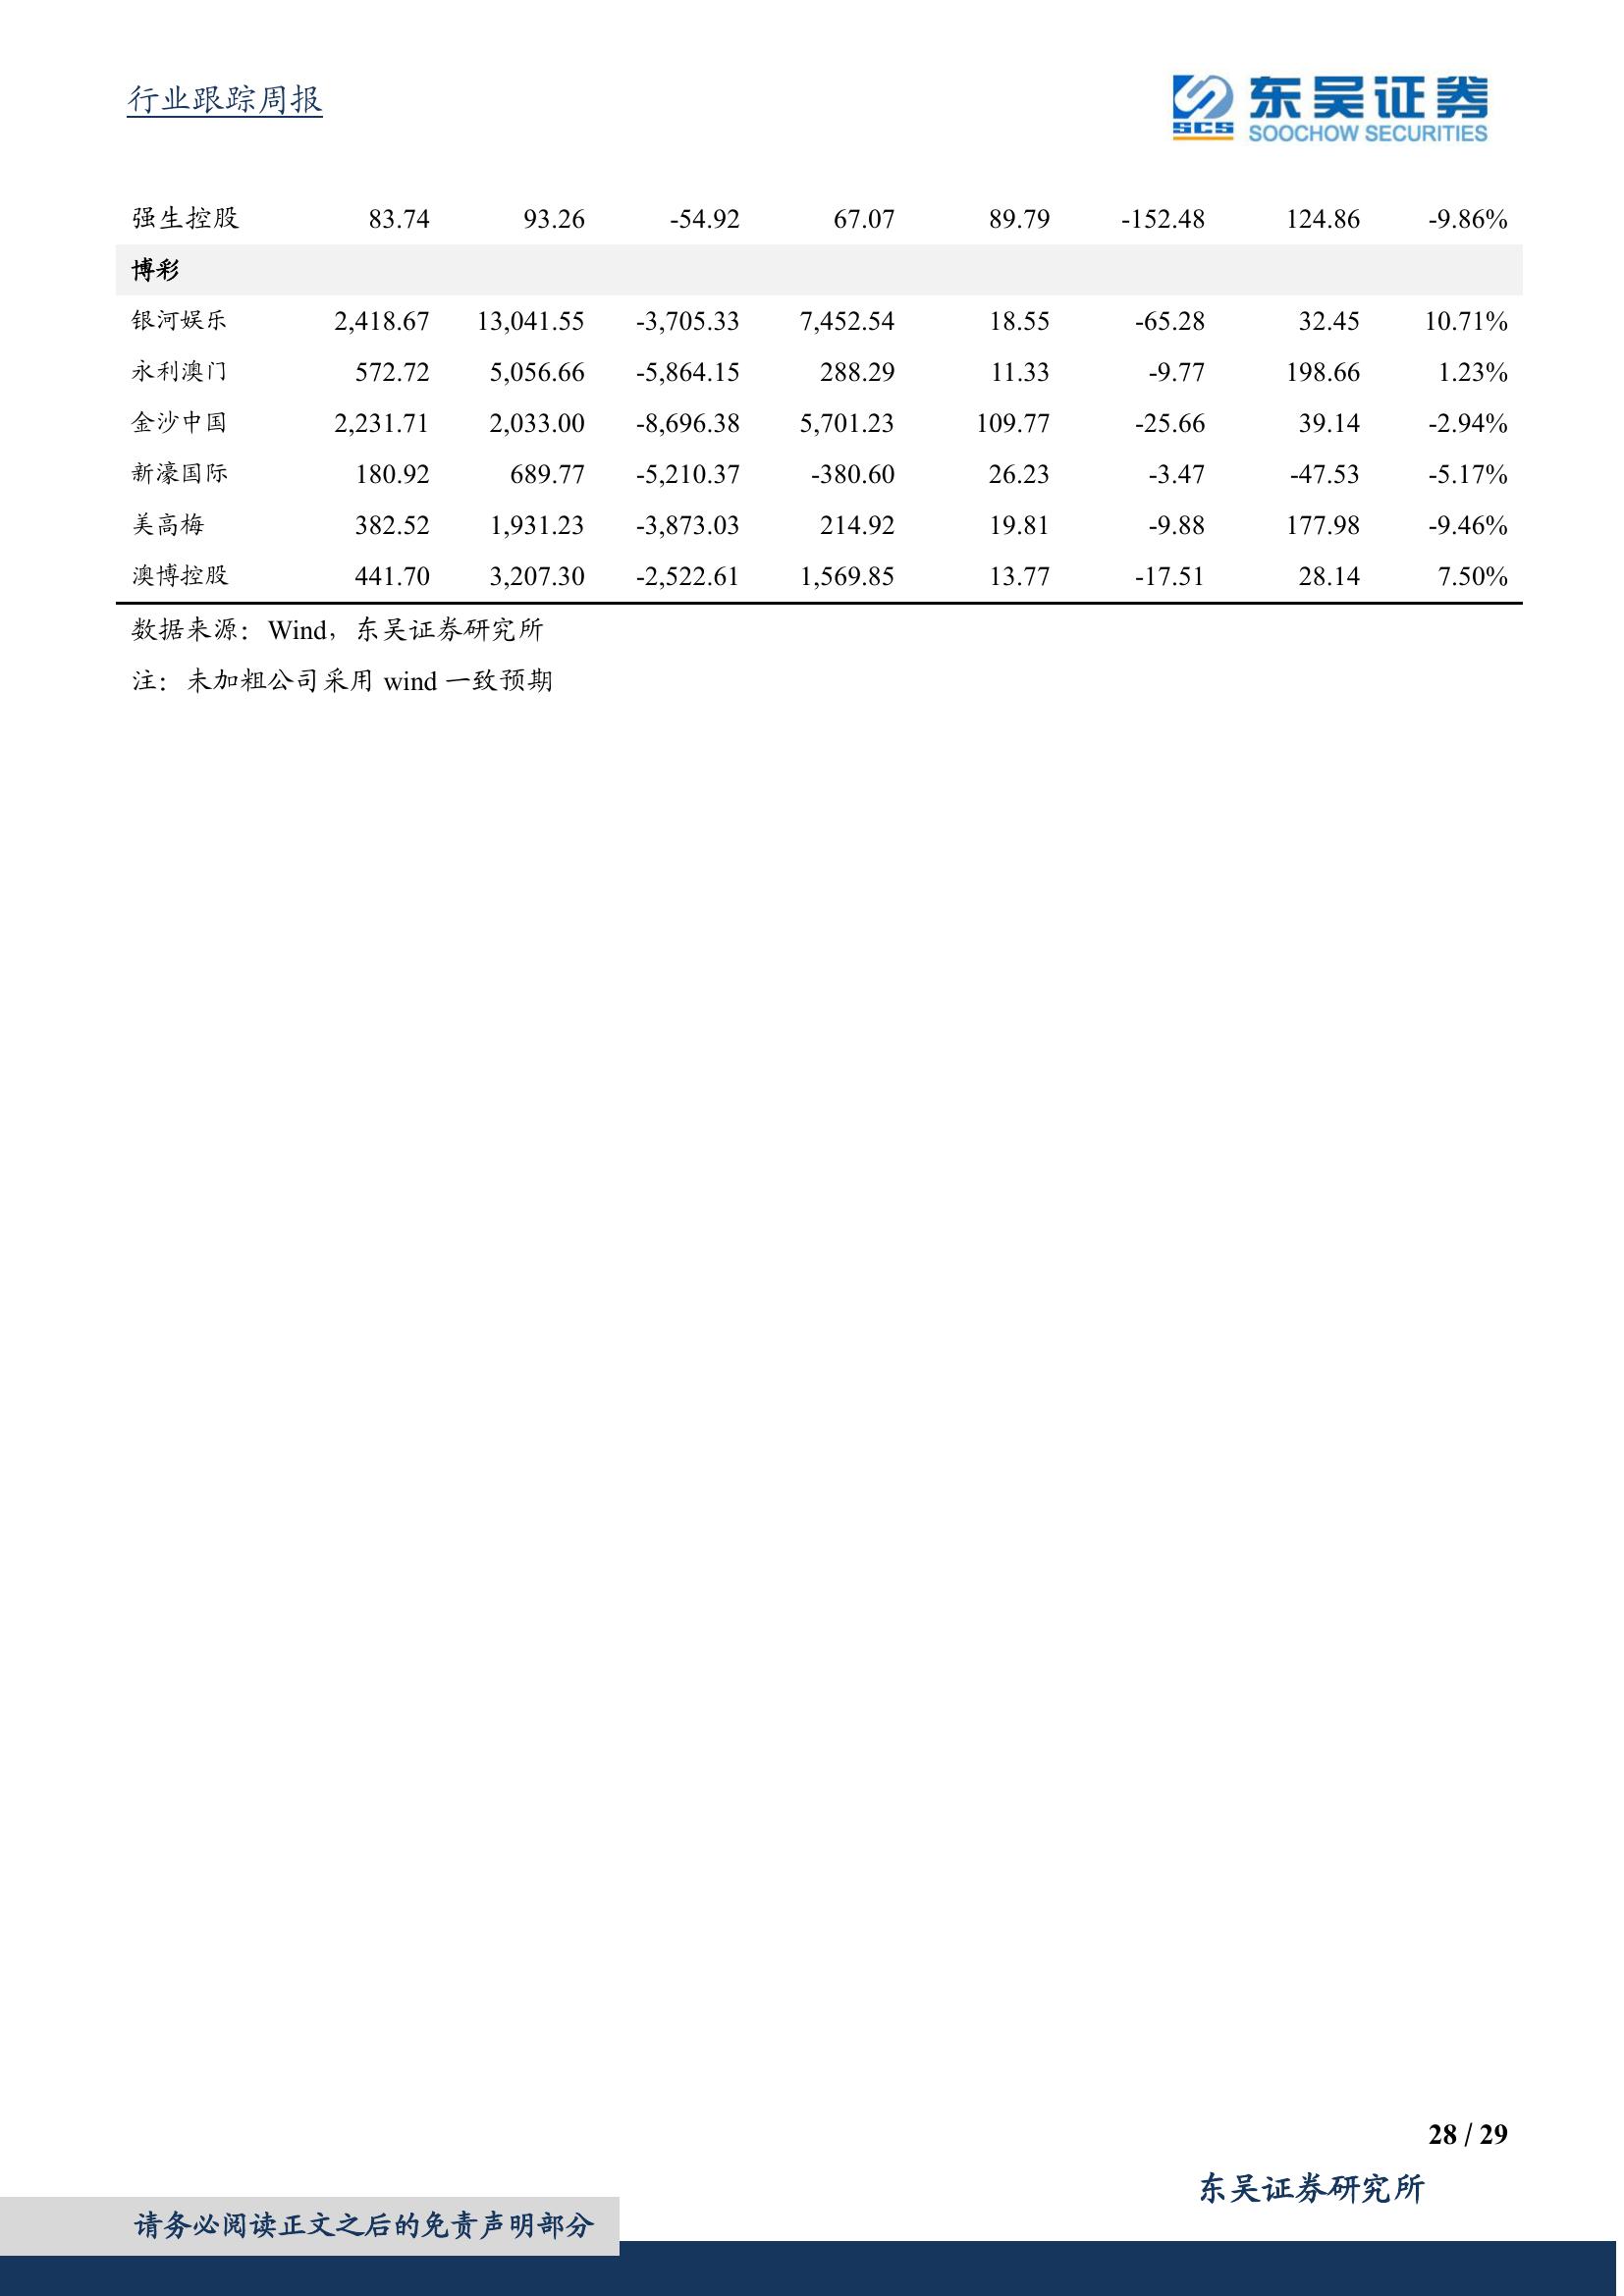 行业跟踪周报
SCS 东吴证券
SOOCHOW SECURITIES
强生控股 83.74 93.26 -54.92 67.07 89.79 -152.48 124.86 -9.86%
博彩
银河娱乐 2,418.67 13,041.55 -3,705.33 7,452.54 18.55 -65.28 32.45 10.71%
永利澳门 572.72 5,056.66 -5,864.15 288.29 11.33 -9.77 198.66 1.23%
金沙中国 2,231.71 2,033.00 -8,696.38 5,701.23 109.77 -25.66 39.14 -2.94%
新濠国际 180.92 689.77 -5,210.37 -380.60 26.23 -3.47 -47.53 -5.17%
美高梅 382.52 1,931.23 -3,873.03 214.92 19.81 -9.88 177.98 -9.46%
澳博控股 441.70 3,207.30 -2,522.61 1,569.85 13.77 -17.51 28.14 7.50%
数据来源：Wind，东吴证券研究所
注：未加粗公司采用 wind 一致预期
28 / 29
东吴证券研究所
请务必阅读正文之后的免责声明部分